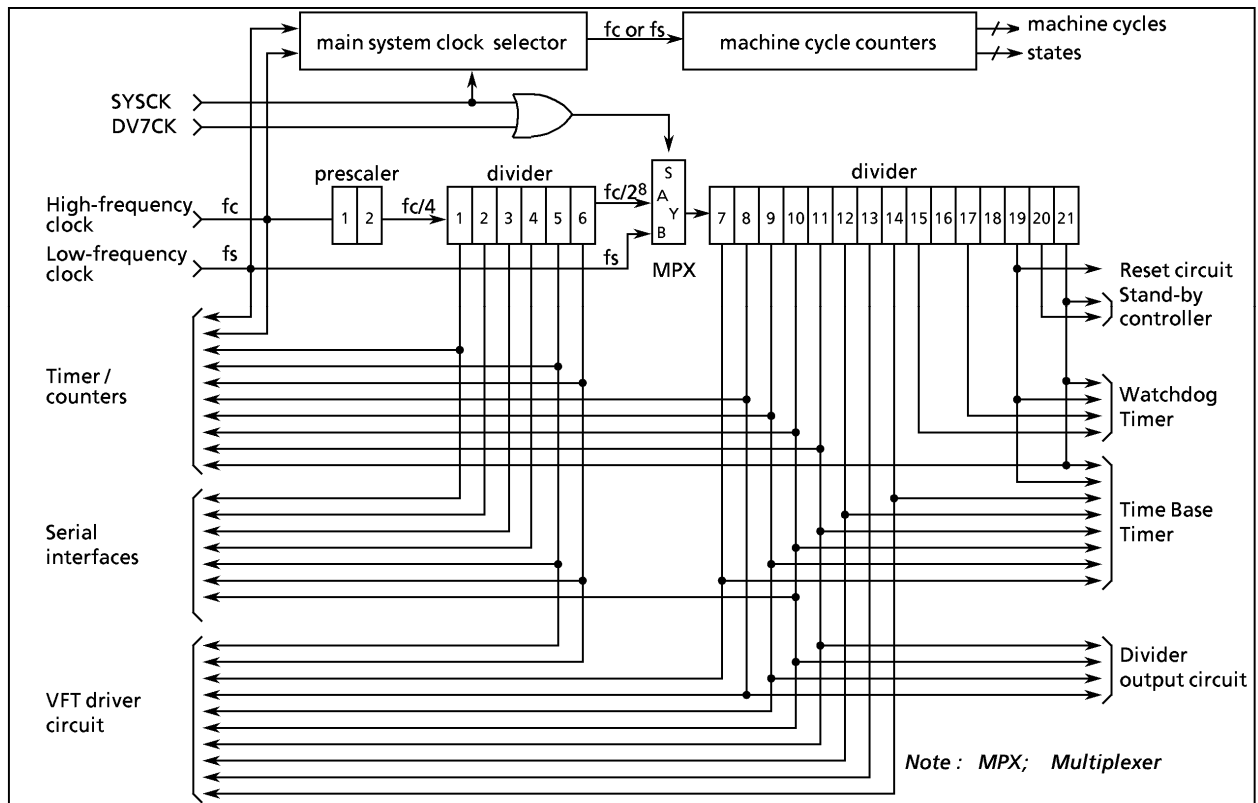 main system clock selector
fc or fs
machine cycle counters
machine cycles
states
SYSCK
DV7CK
prescaler
divider
divider
High-frequency
clock
fc
1 2
fc/4
1 2 3 4 5 6
fc/2⁸
S
A
Y
B
7 8 9 10 11 12 13 14 15 16 17 18 19 20 21
Low-frequency
clock
fs
fs
MPX
Reset circuit
Stand-by
controller
Timer /
counters
Watchdog
Timer
Serial
interfaces
Time Base
Timer
VFT driver
circuit
Divider
output circuit
Note : MPX; Multiplexer